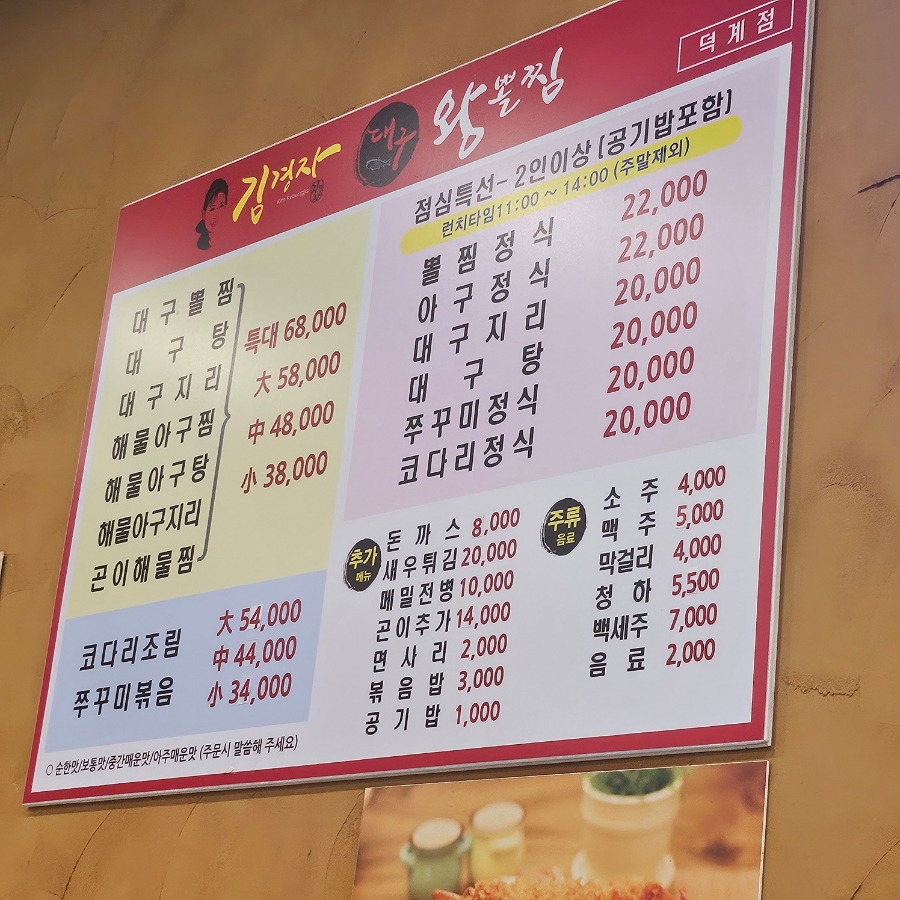 덕계점
김경자 대구 왕뽈찜
점심특선- 2인이상 (공기밥포함)
런치타임11:00 ~ 14:00 (주말제외)
뽈찜정식 22,000
아구정식 22,000
대구지리 20,000
대구탕 20,000
쭈꾸미정식 20,000
코다리정식 20,000
대구뽈찜
대구탕
대구지리
해물아구찜
해물아구탕
해물아구지리
곤이해물찜
특대 68,000
大 58,000
中 48,000
小 38,000
코다리조림
쭈꾸미볶음
大 54,000
中 44,000
小 34,000
추가
메뉴
돈까스 8,000
새우튀김 20,000
메밀전병 10,000
곤이추가 14,000
면사리 2,000
볶음밥 3,000
공기밥 1,000
주류
음료
소주 4,000
맥주 5,000
막걸리 4,000
청하 5,500
백세주 7,000
음료 2,000
○ 순한맛/보통맛/중간매운맛/아주매운맛 (주문시 말씀해 주세요)